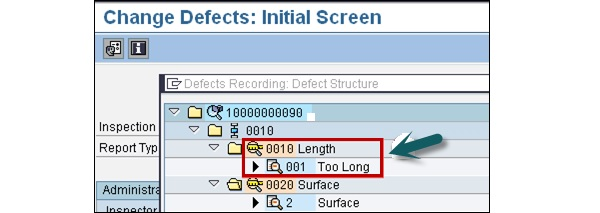 Change Defects: Initial Screen
Defects Recording: Defect Structure
10000000090
0010
Inspection
0010 Length
Report Typ
001 Too Long
Administra
0020 Surface
Inspector
2 Surface